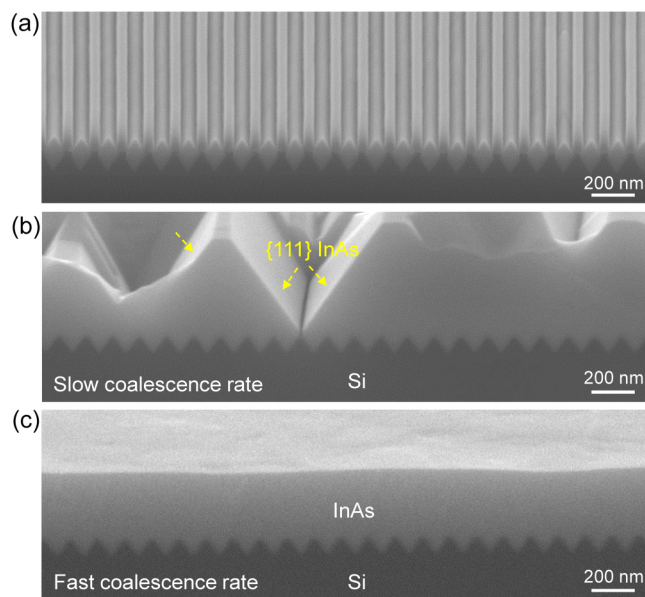 (a)
200 nm
(b)
{111} InAs
Slow coalescence rate
Si
200 nm
(c)
InAs
Fast coalescence rate
Si
200 nm